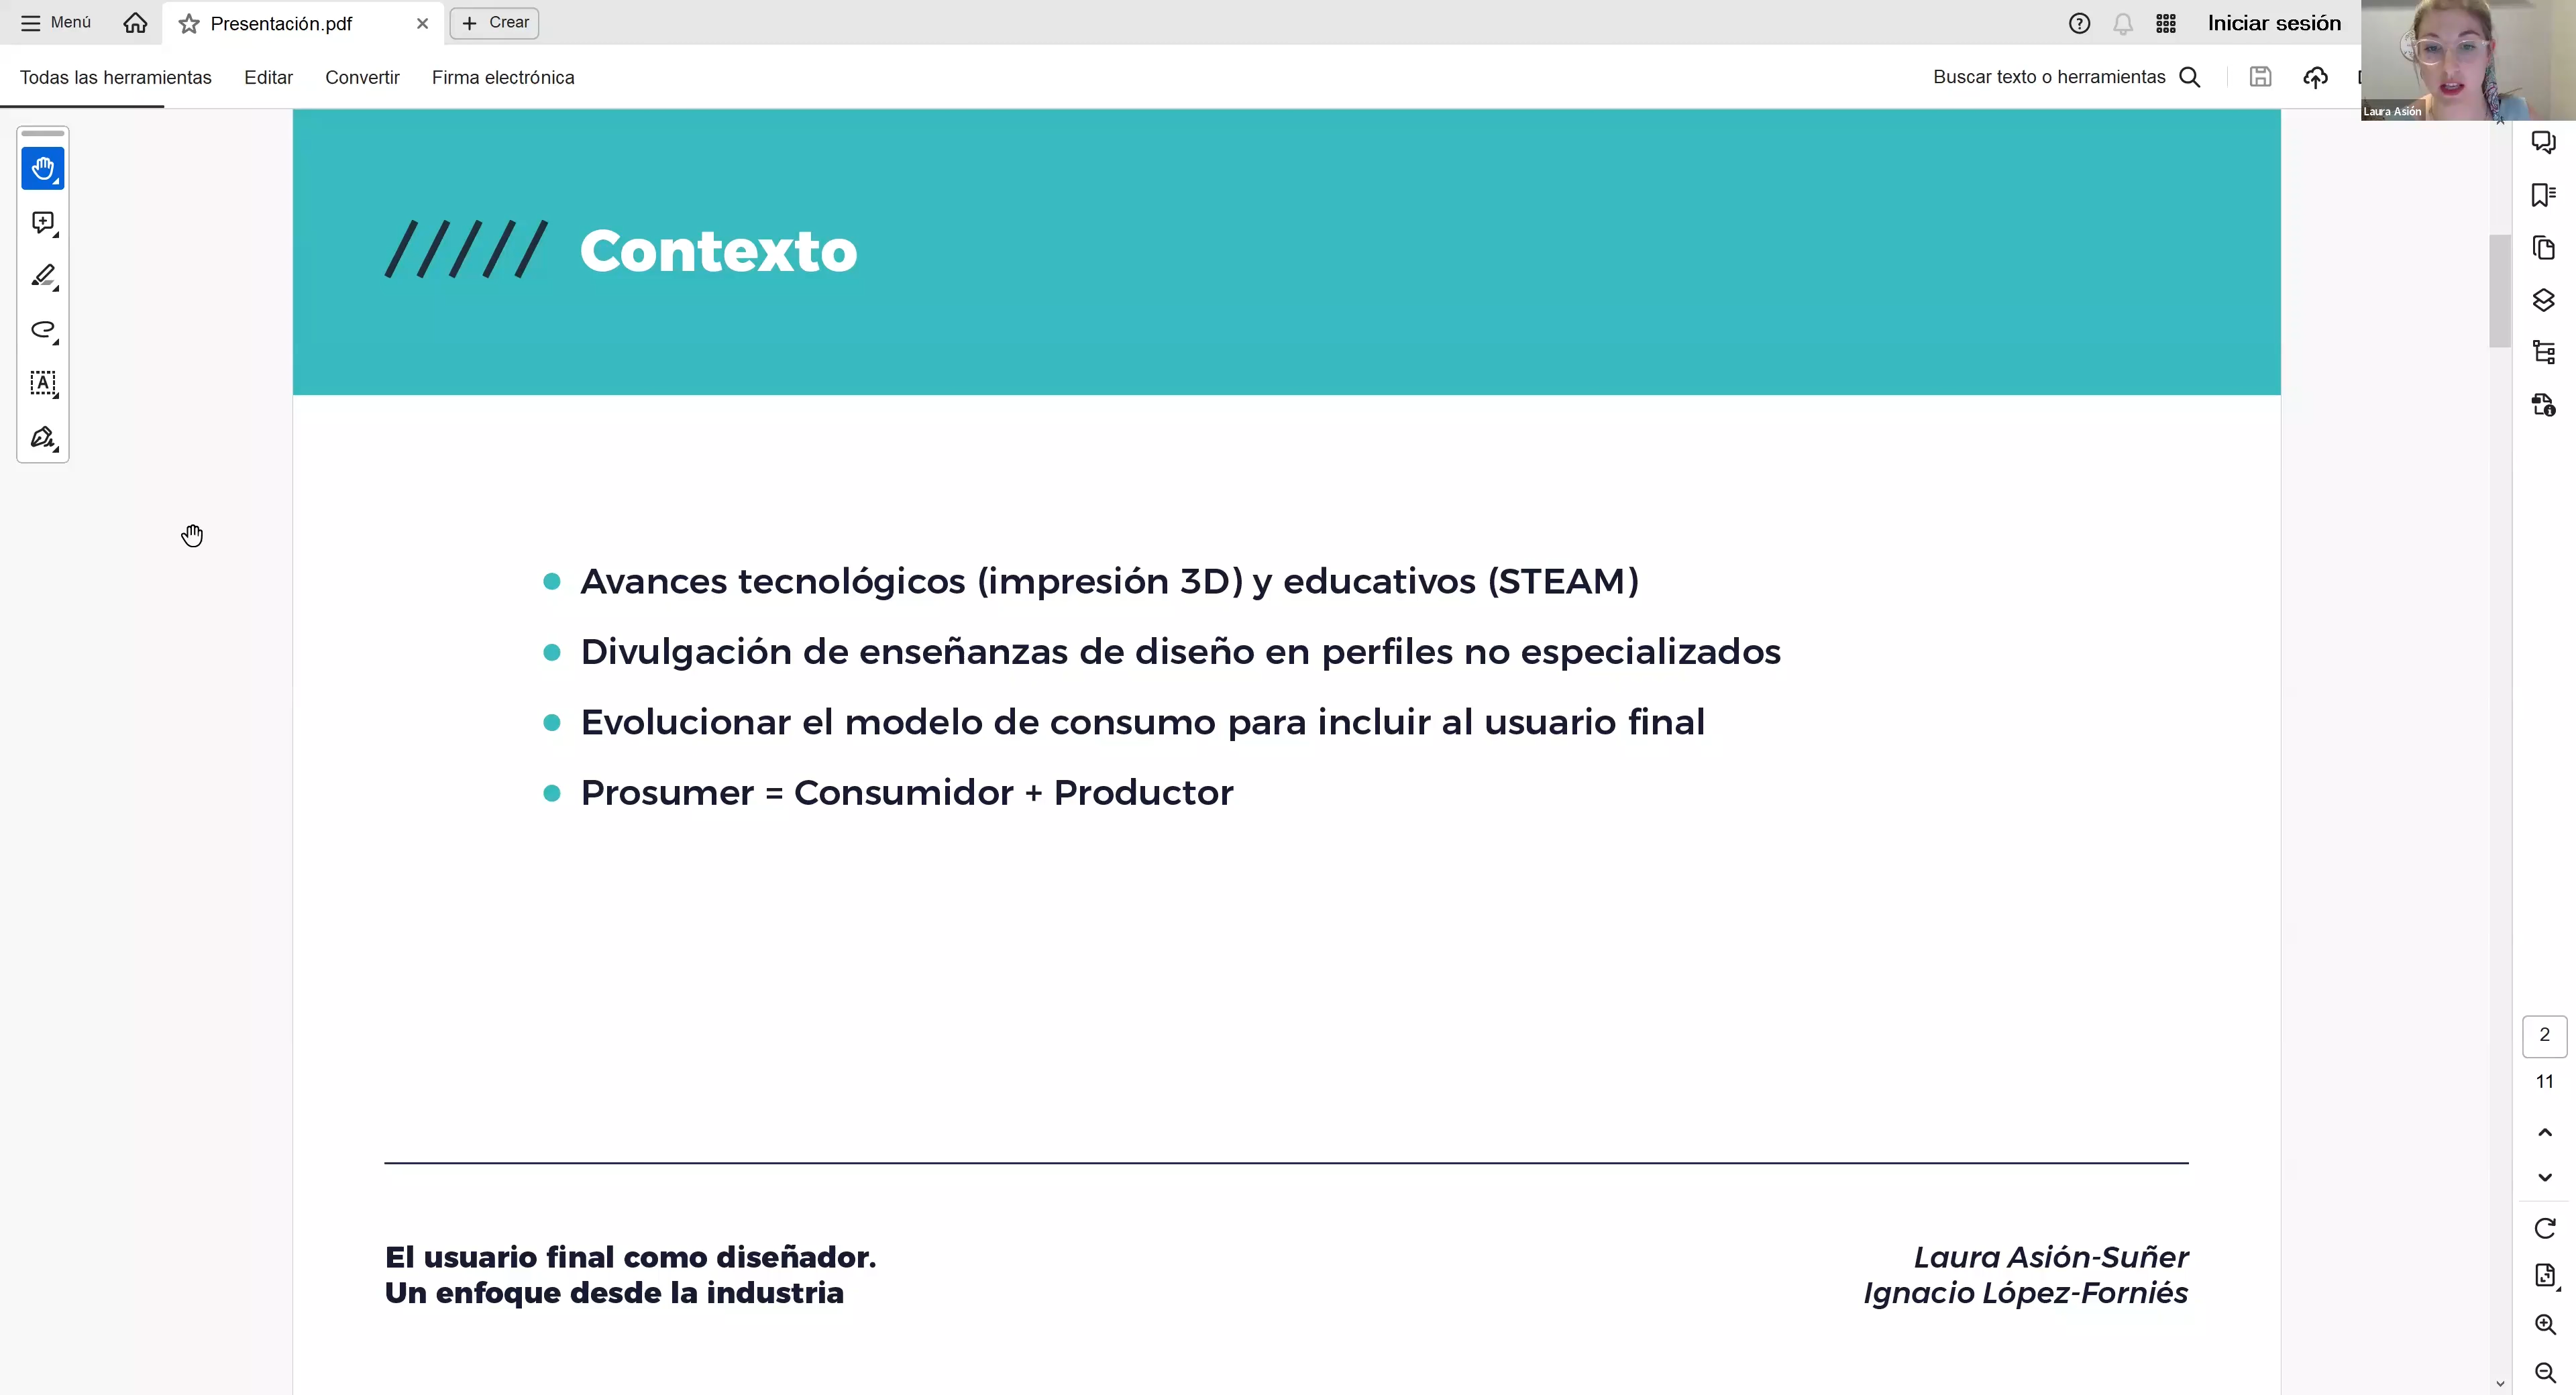 Menú
Presentación.pdf
Crear
Iniciar sesión
Todas las herramientas
Editar
Convertir
Firma electrónica
Buscar texto o herramientas
Laura Asión
Contexto
Avances tecnológicos (impresión 3D) y educativos (STEAM)
Divulgación de enseñanzas de diseño en perfiles no especializados
Evolucionar el modelo de consumo para incluir al usuario final
Prosumer = Consumidor + Productor
2
11
El usuario final como diseñador.
Un enfoque desde la industria
Laura Asión-Suñer
Ignacio López-Forniés